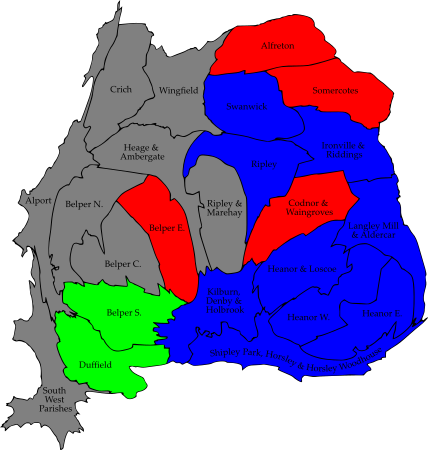 Alfreton
Crich
Wingfield
Somercotes
Swanwick
Heage &
Ambergate
Ironville &
Riddings
Ripley
Alport
Belper N.
Ripley &
Marehay
Codnor &
Waingroves
Belper E.
Langley Mill
& Aldercar
Belper C.
Heanor & Loscoe
Kilburn,
Denby &
Holbrook
Belper S.
Heanor W.
Heanor E.
Shipley Park, Horsley & Horsley Woodhouse
Duffield
South
West
Parishes